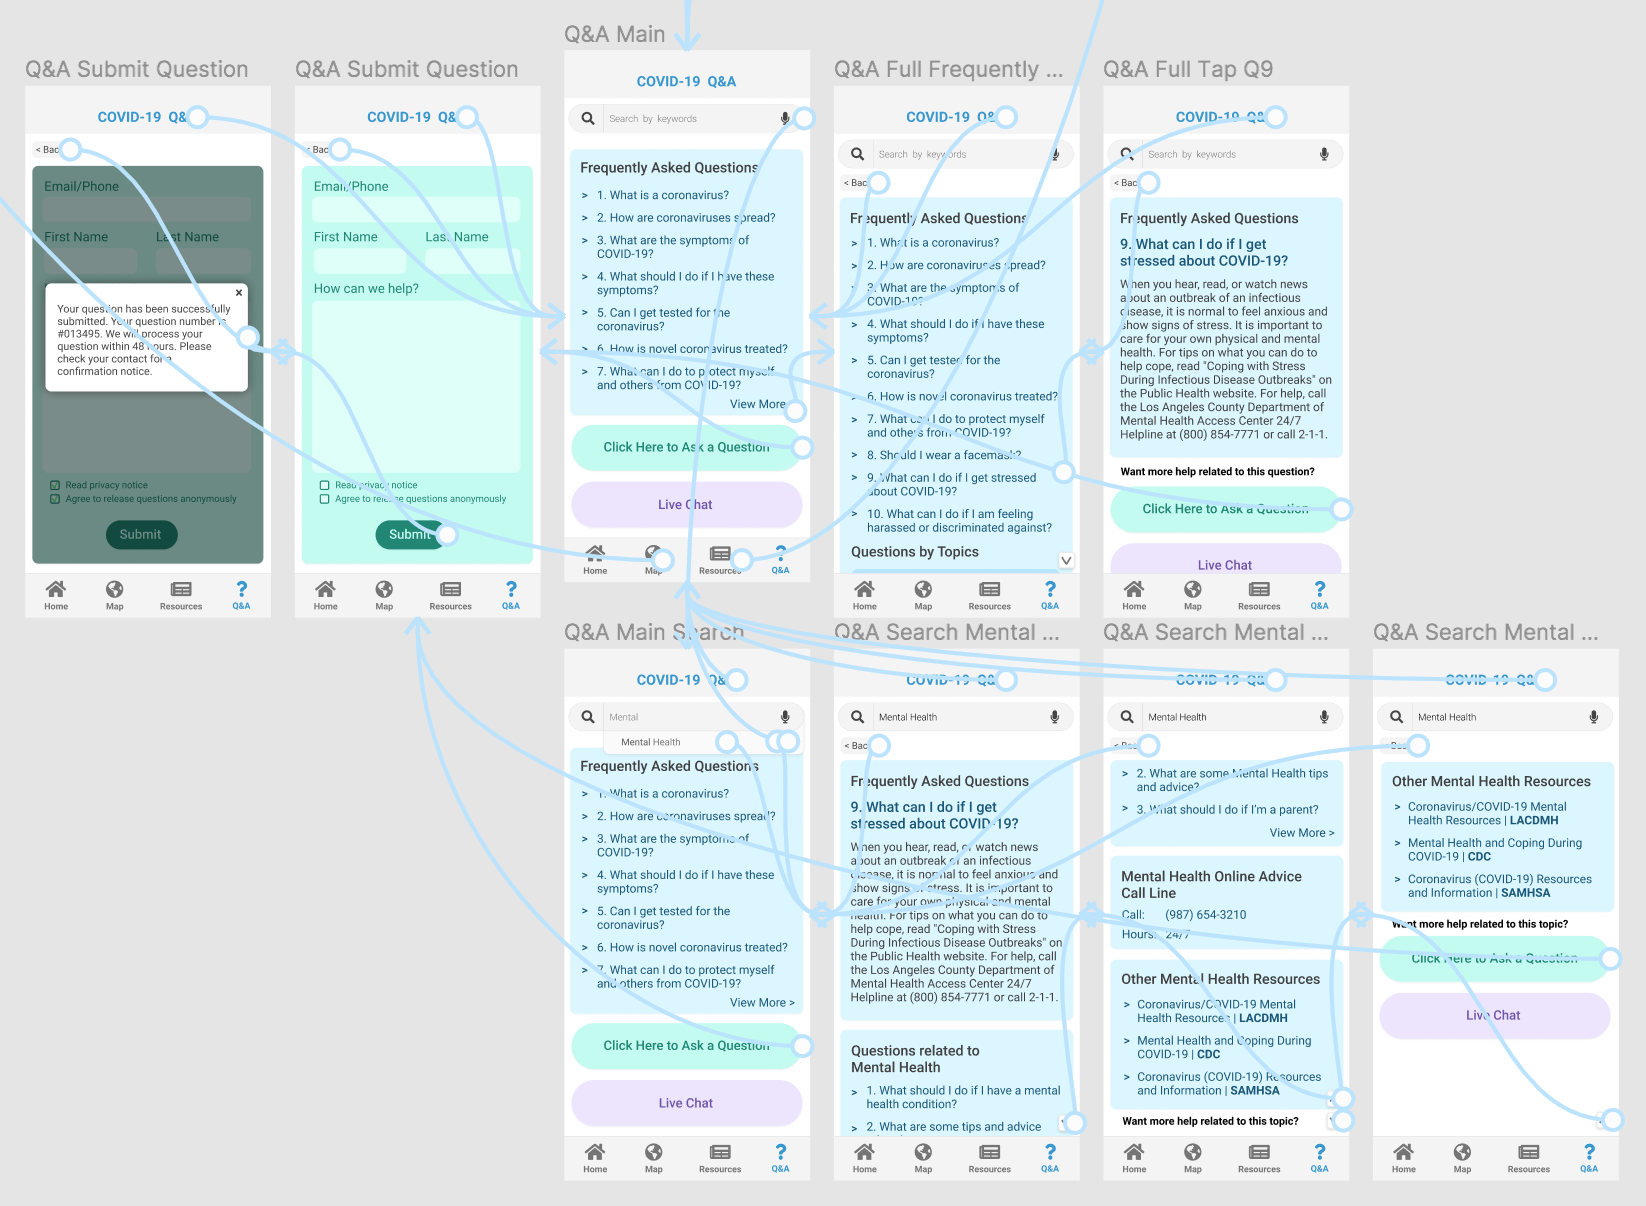 Q&A Submit Question
COVID-19 Q&
< Bac
Email/Phone
First Name
Last Name
Your question has been successfully
submitted. Your question number is
#013495. We will process your
question within 48 hours. Please
check your contact for a
confirmation notice.
x
Read privacy notice
Agree to release questions anonymously
Submit
Home
Map
Resources
Q&A
Q&A Submit Question
COVID-19 Q&
< Bac
Email/Phone
First Name
Last Name
How can we help?
Read privacy notice
Agree to release questions anonymously
Submit
Home
Map
Resources
Q&A
Q&A Main
COVID-19 Q&A
Search by keywords
Frequently Asked Questions
> 1. What is a coronavirus?
> 2. How are coronaviruses spread?
> 3. What are the symptoms of
COVID-19?
> 4. What should I do if I have these
symptoms?
> 5. Can I get tested for the
coronavirus?
> 6. How is novel coronavirus treated?
> 7. What can I do to protect myself
and others from COVID-19?
View More
Click Here to Ask a Question
Live Chat
Home
Map
Resources
Q&A
Q&A Full Frequently ...
COVID-19 Q&
Search by keywords
< Bac
Frequently Asked Questions
> 1. What is a coronavirus?
> 2. How are coronaviruses spread?
> 3. What are the symptoms of
COVID-19?
> 4. What should I do if I have these
symptoms?
> 5. Can I get tested for the
coronavirus?
> 6. How is novel coronavirus treated?
> 7. What can I do to protect myself
and others from COVID-19?
> 8. Should I wear a facemask?
> 9. What can I do if I get stressed
about COVID-19?
> 10. What can I do if I am feeling
harassed or discriminated against?
Questions by Topics
Home
Map
Resources
Q&A
Q&A Full Tap Q9
COVID-19 Q&
Search by keywords
< Bac
Frequently Asked Questions
9. What can I do if I get
stressed about COVID-19?
When you hear, read, or watch news
about an outbreak of an infectious
disease, it is normal to feel anxious and
show signs of stress. It is important to
care for your own physical and mental
health. For tips on what you can do to
help cope, read "Coping with Stress
During Infectious Disease Outbreaks" on
the Public Health website. For help, call
the Los Angeles County Department of
Mental Health Access Center 24/7
Helpline at (800) 854-7771 or call 2-1-1.
Want more help related to this question?
Click Here to Ask a Question
Live Chat
Home
Map
Resources
Q&A
Q&A Main Search
COVID-19 Q&
Mental
Mental Health
Frequently Asked Questions
> 1. What is a coronavirus?
> 2. How are coronaviruses spread?
> 3. What are the symptoms of
COVID-19?
> 4. What should I do if I have these
symptoms?
> 5. Can I get tested for the
coronavirus?
> 6. How is novel coronavirus treated?
> 7. What can I do to protect myself
and others from COVID-19?
View More >
Click Here to Ask a Question
Live Chat
Home
Map
Resources
Q&A
Q&A Search Mental ...
COVID-19 Q&
Mental Health
< Bac
Frequently Asked Questions
9. What can I do if I get
stressed about COVID-19?
When you hear, read, or watch news
about an outbreak of an infectious
disease, it is normal to feel anxious and
show signs of stress. It is important to
care for your own physical and mental
health. For tips on what you can do to
help cope, read "Coping with Stress
During Infectious Disease Outbreaks" on
the Public Health website. For help, call
the Los Angeles County Department of
Mental Health Access Center 24/7
Helpline at (800) 854-7771 or call 2-1-1.
Questions related to
Mental Health
> 1. What should I do if I have a mental
health condition?
> 2. What are some tips and advice
Home
Map
Resources
Q&A
Q&A Search Mental ...
COVID-19 Q&
Mental Health
< Bac
> 2. What are some Mental Health tips
and advice?
> 3. What should I do if I'm a parent?
View More >
Mental Health Online Advice
Call Line
Call: (987) 654-3210
Hours: 24/7
Other Mental Health Resources
> Coronavirus/COVID-19 Mental
Health Resources | LACDMH
> Mental Health and Coping During
COVID-19 | CDC
> Coronavirus (COVID-19) Resources
and Information | SAMHSA
Want more help related to this topic?
Home
Map
Resources
Q&A
Q&A Search Mental ...
COVID-19 Q&
Mental Health
< Bac
Other Mental Health Resources
> Coronavirus/COVID-19 Mental
Health Resources | LACDMH
> Mental Health and Coping During
COVID-19 | CDC
> Coronavirus (COVID-19) Resources
and Information | SAMHSA
Want more help related to this topic?
Click Here to Ask a Question
Live Chat
Home
Map
Resources
Q&A